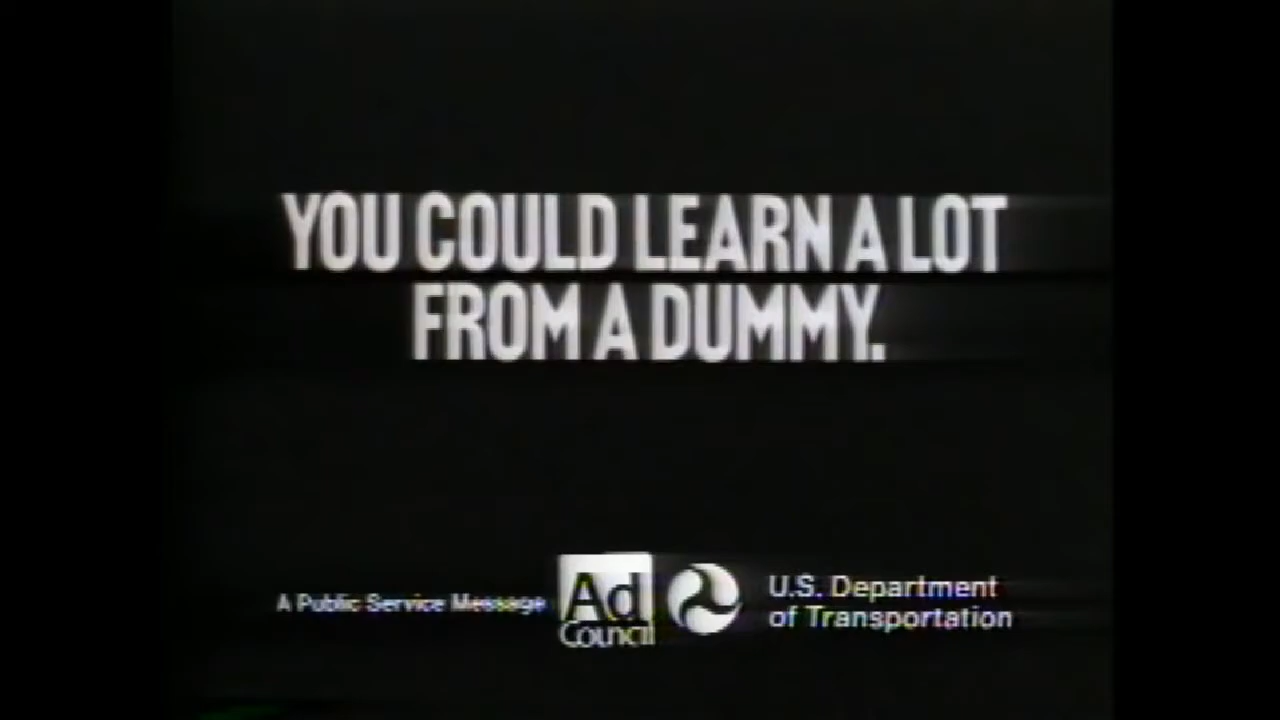 YOU COULD LEARN A LOT
FROM A DUMMY.
A Public Service Message
Ad
Council
U.S. Department
of Transportation